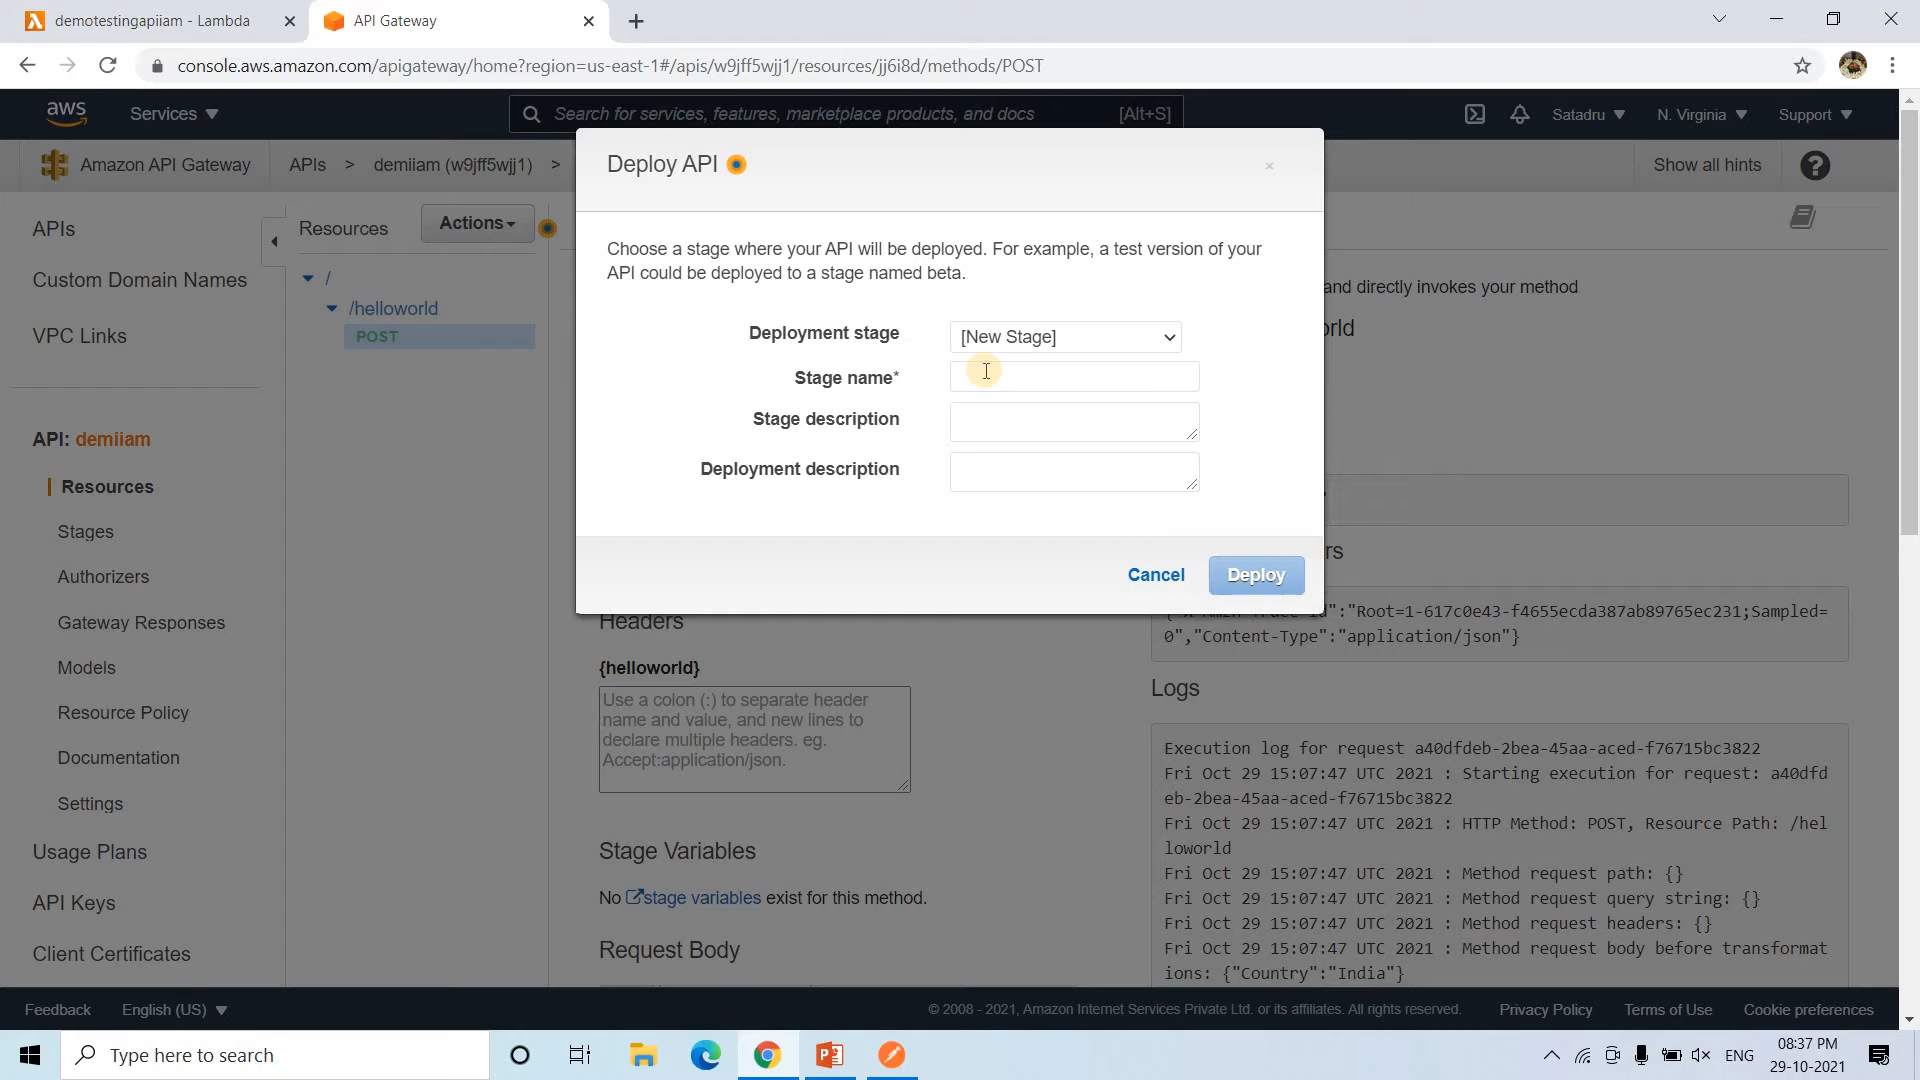 demotestingapiiam - Lambda
API Gateway
console.aws.amazon.com/apigateway/home?region=us-east-1#/apis/w9jff5wjj1/resources/jj6i8d/methods/POST
aws
Services
Search for services, features, marketplace products, and docs
[Alt+S]
Satadru
N. Virginia
Support
Amazon API Gateway
APIs
>
demiiam (w9jff5wjj1)
>
Show all hints
Deploy API
Choose a stage where your API will be deployed. For example, a test version of your
API could be deployed to a stage named beta.
Deployment stage
[New Stage]
Stage name*
Stage description
Deployment description
Cancel
Deploy
APIs
Custom Domain Names
VPC Links
API: demiiam
Resources
Stages
Authorizers
Gateway Responses
Models
Resource Policy
Documentation
Settings
Usage Plans
API Keys
Client Certificates
Resources
Actions
/
/helloworld
POST
and directly invokes your method
Headers
{helloworld}
Use a colon (:) to separate header
name and value, and new lines to
declare multiple headers. eg.
Accept:application/json.
Stage Variables
No stage variables exist for this method.
Request Body
":"Root=1-617c0e43-f4655ecda387ab89765ec231;Sampled=
0","Content-Type":"application/json"}
Logs
Execution log for request a40dfdeb-2bea-45aa-aced-f76715bc3822
Fri Oct 29 15:07:47 UTC 2021 : Starting execution for request: a40dfd
eb-2bea-45aa-aced-f76715bc3822
Fri Oct 29 15:07:47 UTC 2021 : HTTP Method: POST, Resource Path: /hel
loworld
Fri Oct 29 15:07:47 UTC 2021 : Method request path: {}
Fri Oct 29 15:07:47 UTC 2021 : Method request query string: {}
Fri Oct 29 15:07:47 UTC 2021 : Method request headers: {}
Fri Oct 29 15:07:47 UTC 2021 : Method request body before transformat
ions: {"Country":"India"}
Feedback
English (US)
© 2008 - 2021, Amazon Internet Services Private Ltd. or its affiliates. All rights reserved.
Privacy Policy
Terms of Use
Cookie preferences
Type here to search
ENG
08:37 PM
29-10-2021